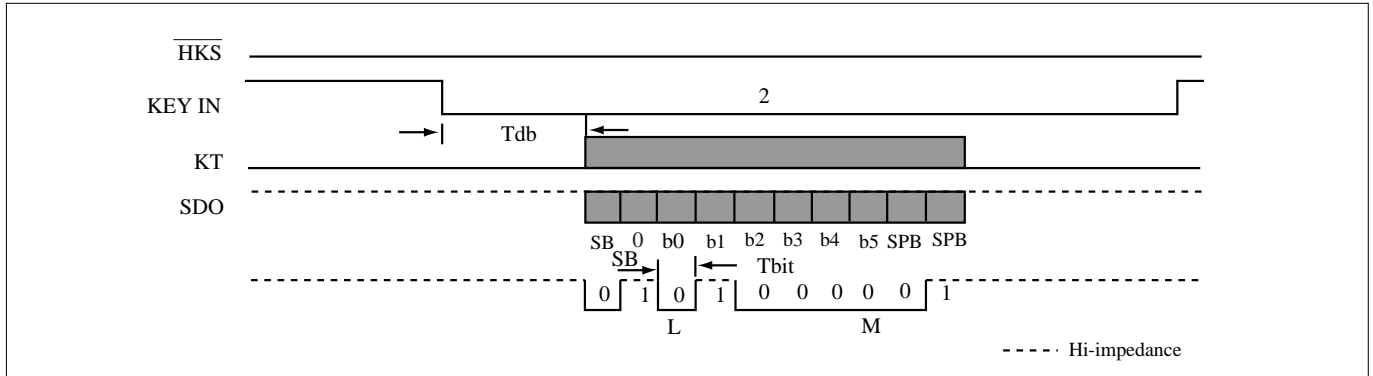 HKS
KEY IN
2
Tdb
KT
SDO
SB 0 b0 b1 b2 b3 b4 b5 SPB SPB
SB Tbit
0 1 0 1 0 0 0 0 0 1
L M
Hi-impedance